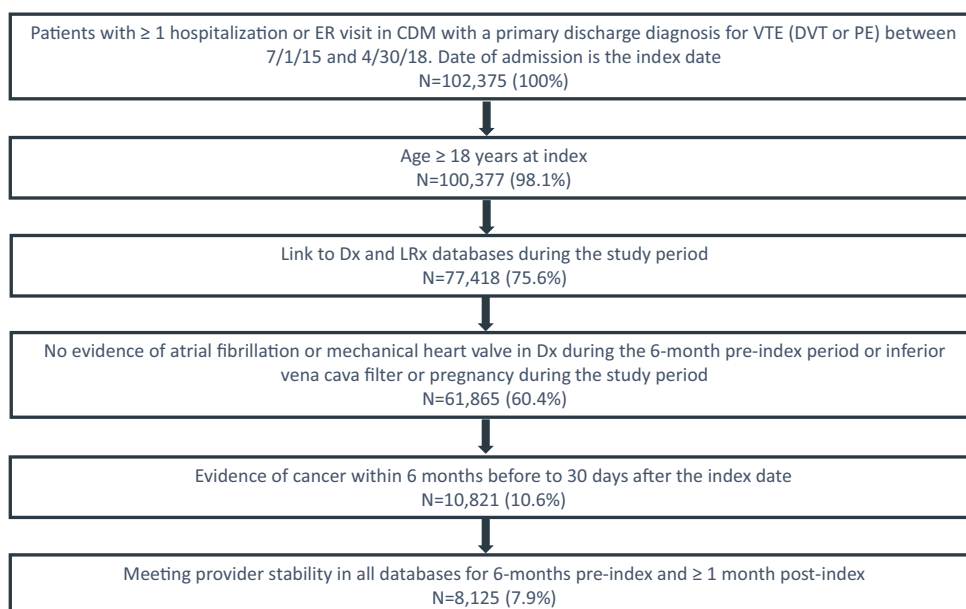 Patients with ≥ 1 hospitalization or ER visit in CDM with a primary discharge diagnosis for VTE (DVT or PE) between
7/1/15 and 4/30/18. Date of admission is the index date
N=102,375 (100%)
Age ≥ 18 years at index
N=100,377 (98.1%)
Link to Dx and LRx databases during the study period
N=77,418 (75.6%)
No evidence of atrial fibrillation or mechanical heart valve in Dx during the 6-month pre-index period or inferior
vena cava filter or pregnancy during the study period
N=61,865 (60.4%)
Evidence of cancer within 6 months before to 30 days after the index date
N=10,821 (10.6%)
Meeting provider stability in all databases for 6-months pre-index and ≥ 1 month post-index
N=8,125 (7.9%)